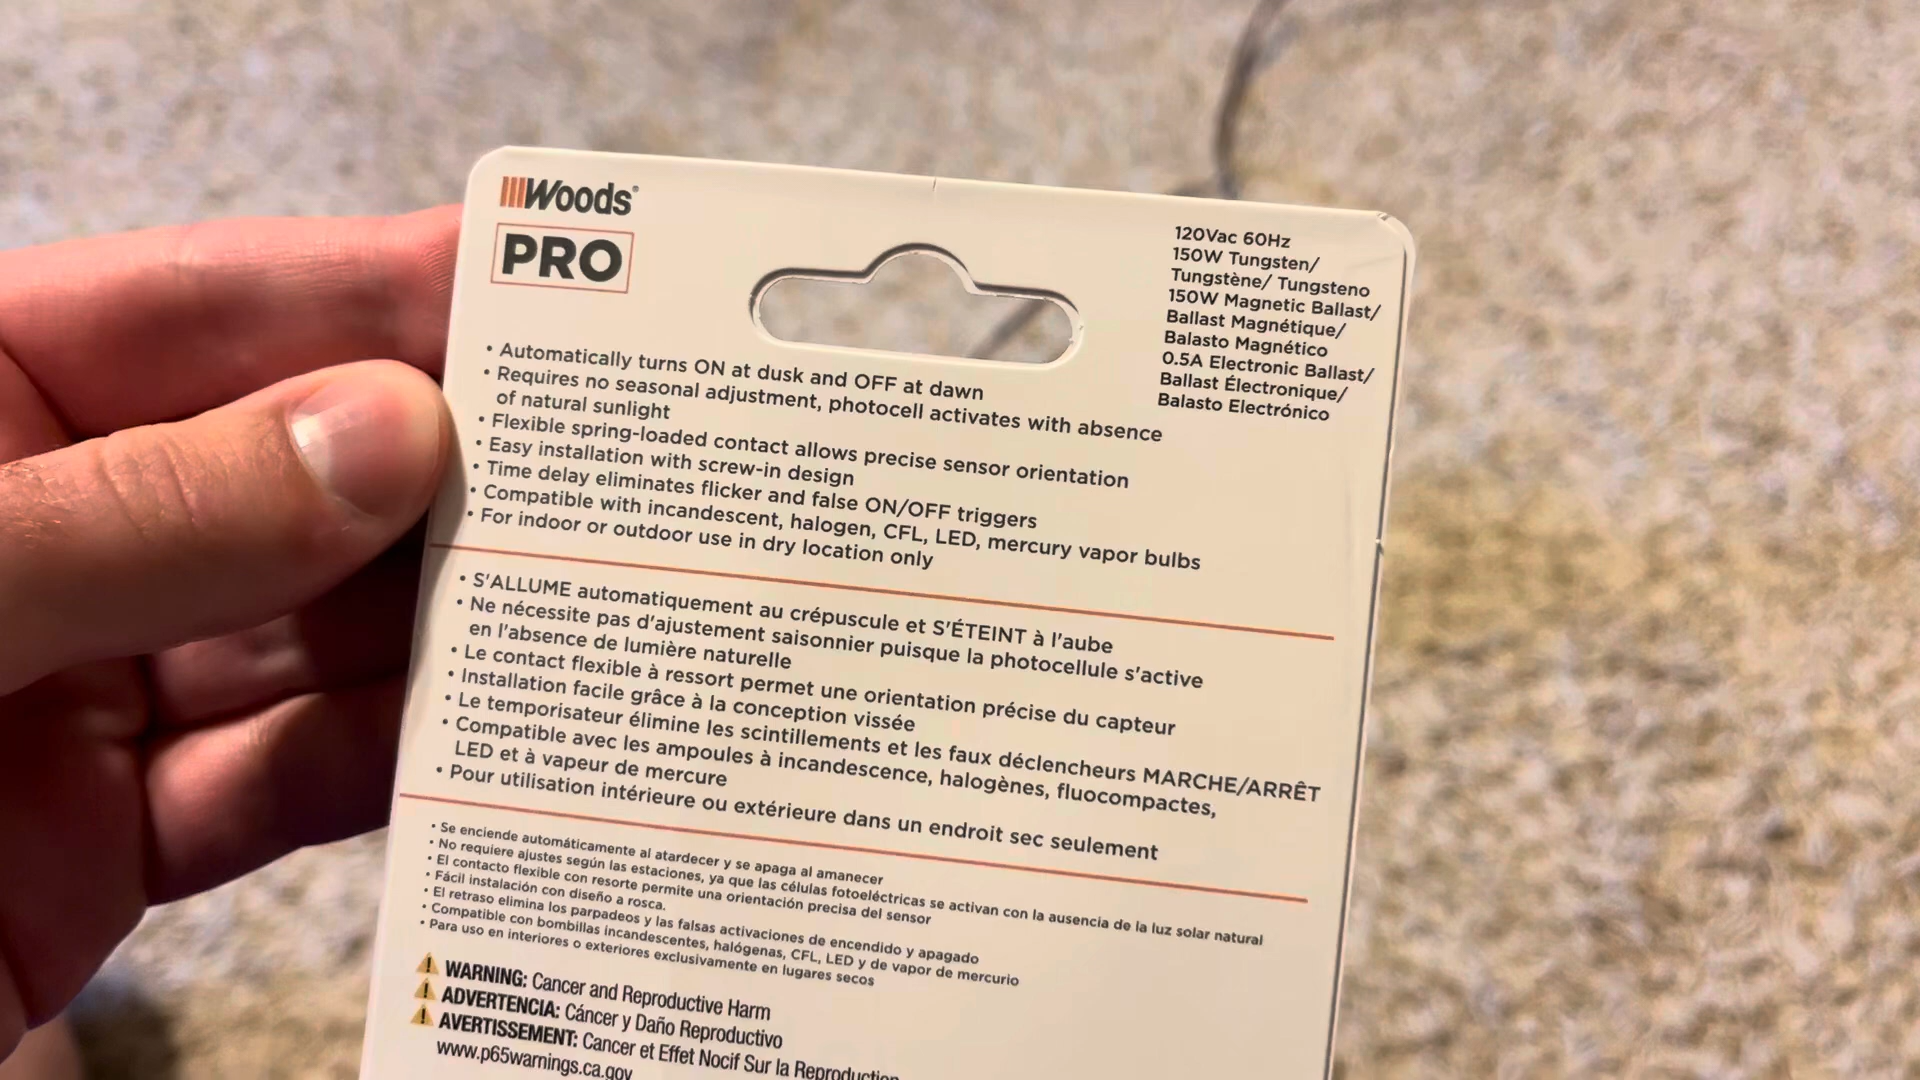 Woods®
PRO
120Vac 60Hz
150W Tungsten/
Tungstène/ Tungsteno
150W Magnetic Ballast/
Ballast Magnétique/
Balasto Magnético
0.5A Electronic Ballast/
Ballast Électronique/
Balasto Electrónico
• Automatically turns ON at dusk and OFF at dawn
• Requires no seasonal adjustment, photocell activates with absence
of natural sunlight
• Flexible spring-loaded contact allows precise sensor orientation
• Easy installation with screw-in design
• Time delay eliminates flicker and false ON/OFF triggers
• Compatible with incandescent, halogen, CFL, LED, mercury vapor bulbs
• For indoor or outdoor use in dry location only
• S'ALLUME automatiquement au crépuscule et S'ÉTEINT à l'aube
• Ne nécessite pas d'ajustement saisonnier puisque la photocellule s'active
en l'absence de lumière naturelle
• Le contact flexible à ressort permet une orientation précise du capteur
• Installation facile grâce à la conception vissée
• Le temporisateur élimine les scintillements et les faux déclencheurs MARCHE/ARRÊT
• Compatible avec les ampoules à incandescence, halogènes, fluocompactes,
LED et à vapeur de mercure
• Pour utilisation intérieure ou extérieure dans un endroit sec seulement
• Se enciende automáticamente al atardecer y se apaga al amanecer
• No requiere ajustes según las estaciones, ya que las células fotoeléctricas se activan con la ausencia de la luz solar natural
• El contacto flexible con resorte permite una orientación precisa del sensor
• Fácil instalación con diseño a rosca.
• El retraso elimina los parpadeos y las falsas activaciones de encendido y apagado
• Compatible con bombillas incandescentes, halógenas, CFL, LED y de vapor de mercurio
• Para uso en interiores o exteriores exclusivamente en lugares secos
WARNING: Cancer and Reproductive Harm
ADVERTENCIA: Cáncer y Daño Reproductivo
AVERTISSEMENT: Cancer et Effet Nocif Sur la Reproduction
www.p65warnings.ca.gov